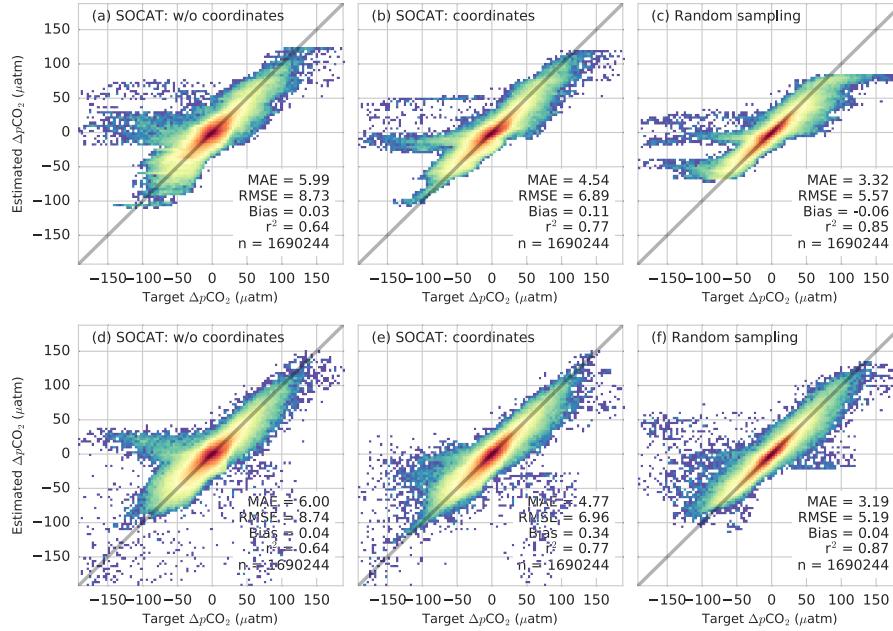 (a) SOCAT: w/o coordinates
(b) SOCAT: coordinates
(c) Random sampling
Estimated ΔpCO₂ (μatm)
150
100
50
0
−50
−100
−150
MAE = 5.99
RMSE = 8.73
Bias = 0.03
r² = 0.64
n = 1690244
MAE = 4.54
RMSE = 6.89
Bias = 0.11
r² = 0.77
n = 1690244
MAE = 3.32
RMSE = 5.57
Bias = -0.06
r² = 0.85
n = 1690244
−150 −100 −50 0 50 100 150
−150 −100 −50 0 50 100 150
−150 −100 −50 0 50 100 150
Target ΔpCO₂ (μatm)
Target ΔpCO₂ (μatm)
Target ΔpCO₂ (μatm)
(d) SOCAT: w/o coordinates
(e) SOCAT: coordinates
(f) Random sampling
Estimated ΔpCO₂ (μatm)
150
100
50
0
−50
−100
−150
MAE = 6.00
RMSE = 8.74
Bias = 0.04
r² = 0.64
n = 1690244
MAE = 4.77
RMSE = 6.96
Bias = 0.34
r² = 0.77
n = 1690244
MAE = 3.19
RMSE = 5.19
Bias = 0.04
r² = 0.87
n = 1690244
−150 −100 −50 0 50 100 150
−150 −100 −50 0 50 100 150
−150 −100 −50 0 50 100 150
Target ΔpCO₂ (μatm)
Target ΔpCO₂ (μatm)
Target ΔpCO₂ (μatm)